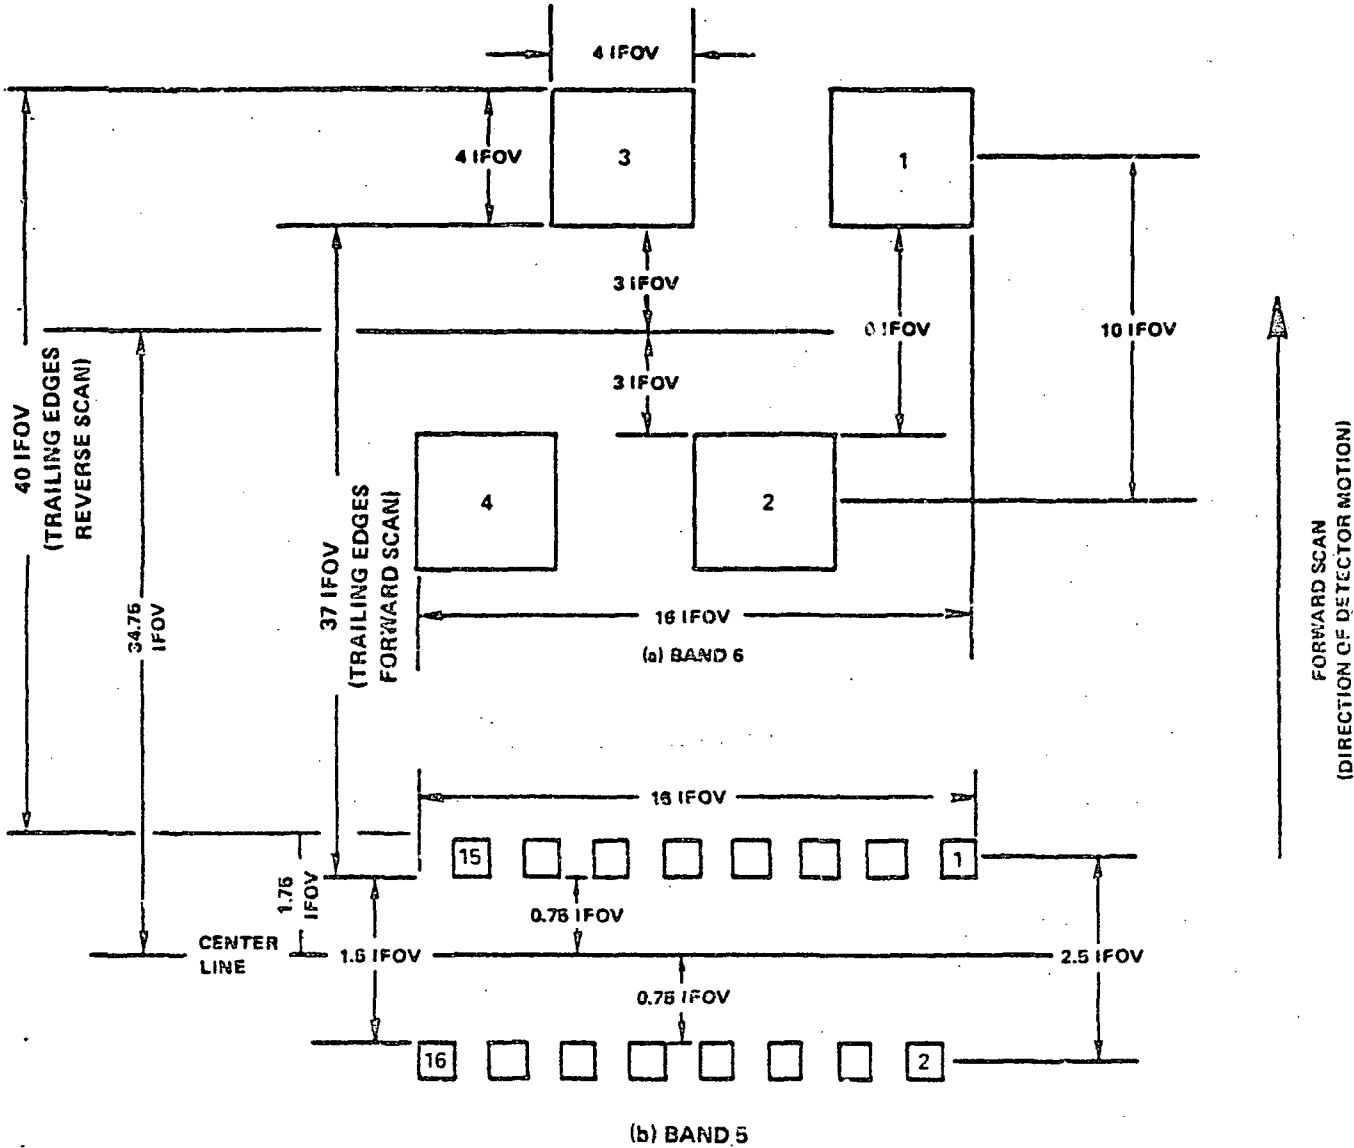 4 IFOV
4 IFOV
3
1
3 IFOV
0 IFOV
10 IFOV
3 IFOV
40 IFOV
(TRAILING EDGES
REVERSE SCAN)
4
2
34.75
IFOV
37 IFOV
(TRAILING EDGES
FORWARD SCAN)
16 IFOV
(a) BAND 6
FORWARD SCAN
(DIRECTION OF DETECTOR MOTION)
16 IFOV
15
1
1.75
IFOV
0.75 IFOV
CENTER
LINE
1.5 IFOV
2.5 IFOV
0.75 IFOV
16
2
(b) BAND 5